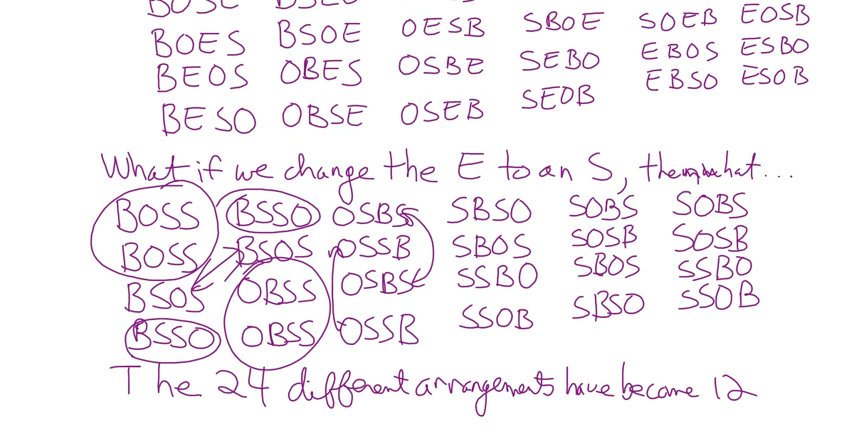 BOSE
BOES BSOE OESB SBOE SOEB EOSB
BEOS OBES OSBE SEBO EBOS ESBO
BESO OBSE OSEB SEOB EBSO ESOB
What if we change the E to an S, then what...
BOSS BSSO OSBS SBSO SOBS SOBS
BOSS BSOS OSSB SBOS SOSB SOSB
BSOS OBSS OSBS SSBO SBOS SSBO
BSSO OBSS OSSB SSOB SBSO SSOB
The 24 different arrangements have become 12